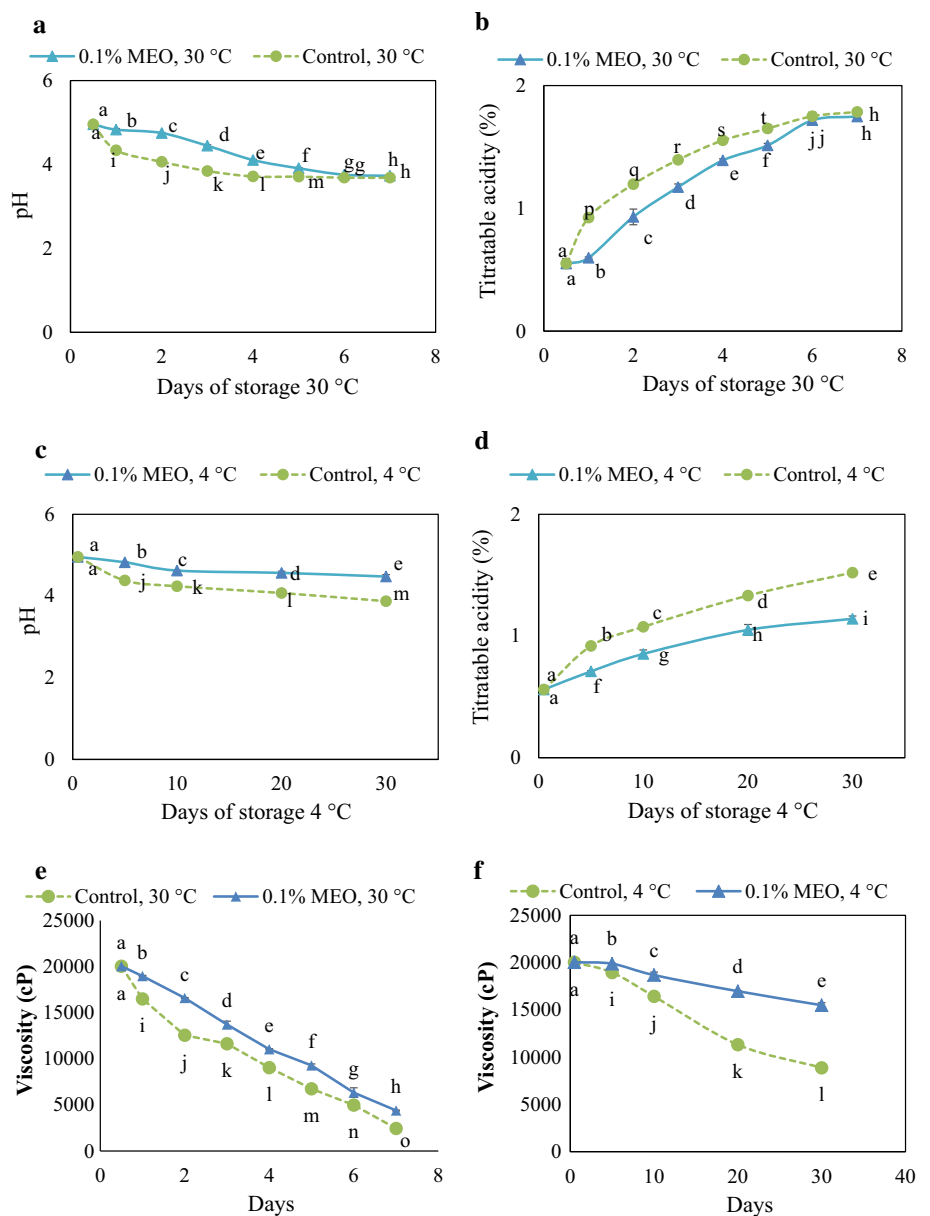 a
0.1% MEO, 30 °C
Control, 30 °C
6
4
2
0
pH
a
a
b
c
d
e
f
g
g
h
h
i
j
k
l
m
0
2
4
6
8
Days of storage 30 °C
b
0.1% MEO, 30 °C
Control, 30 °C
2
1
0
Titratable acidity (%)
a
a
p
q
r
s
t
j
j
h
h
b
c
d
e
f
0
2
4
6
8
Days of storage 30 °C
c
0.1% MEO, 4 °C
Control, 4 °C
6
4
2
0
pH
a
a
b
c
d
e
j
k
l
m
0
10
20
30
Days of storage 4 °C
d
0.1% MEO, 4 °C
Control, 4 °C
2
1
0
Titratable acidity (%)
a
a
b
c
d
e
f
g
h
i
0
10
20
30
Days of storage 4 °C
e
Control, 30 °C
0.1% MEO, 30 °C
25000
20000
15000
10000
5000
0
Viscosity (cP)
a
a
b
c
d
e
f
g
h
i
j
k
l
m
n
o
0
2
4
6
8
Days
f
Control, 4 °C
0.1% MEO, 4 °C
25000
20000
15000
10000
5000
0
Viscosity (cP)
a
a
b
c
d
e
i
j
k
l
0
10
20
30
40
Days